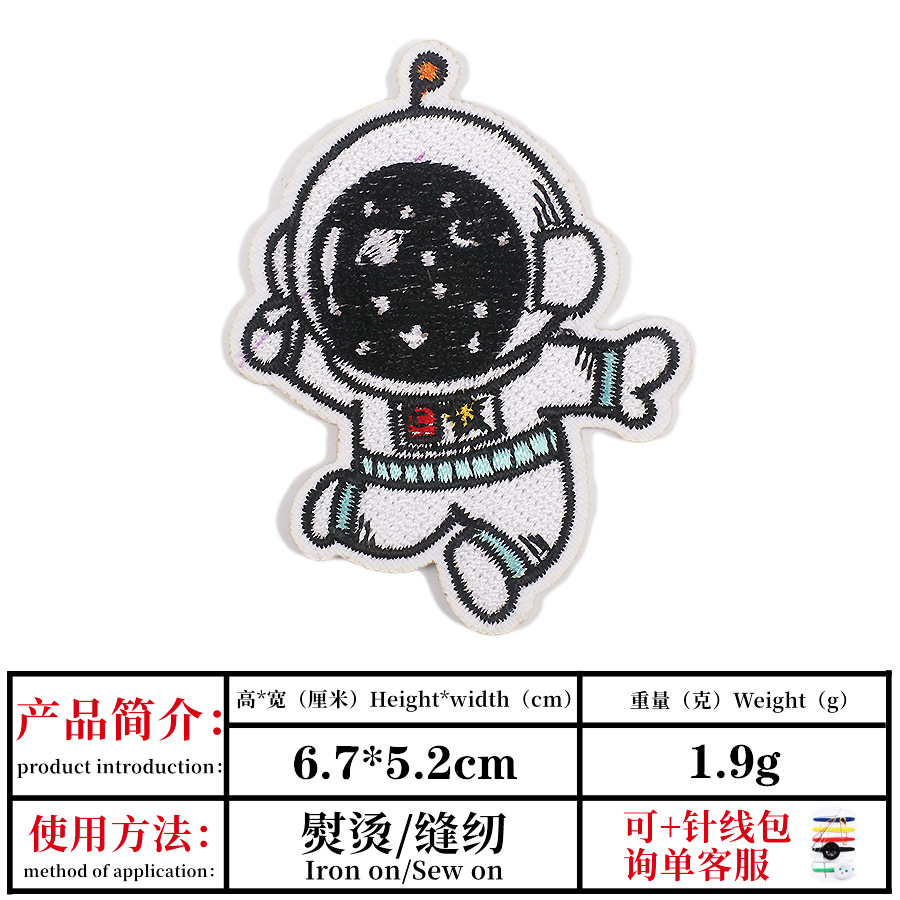 产品简介：
product introduction:
高*宽（厘米）Height*width（cm）
重量（克）Weight（g）
6.7*5.2cm
1.9g
使用方法：
method of application:
熨烫/缝纫
Iron on/Sew on
可+针线包
询单客服